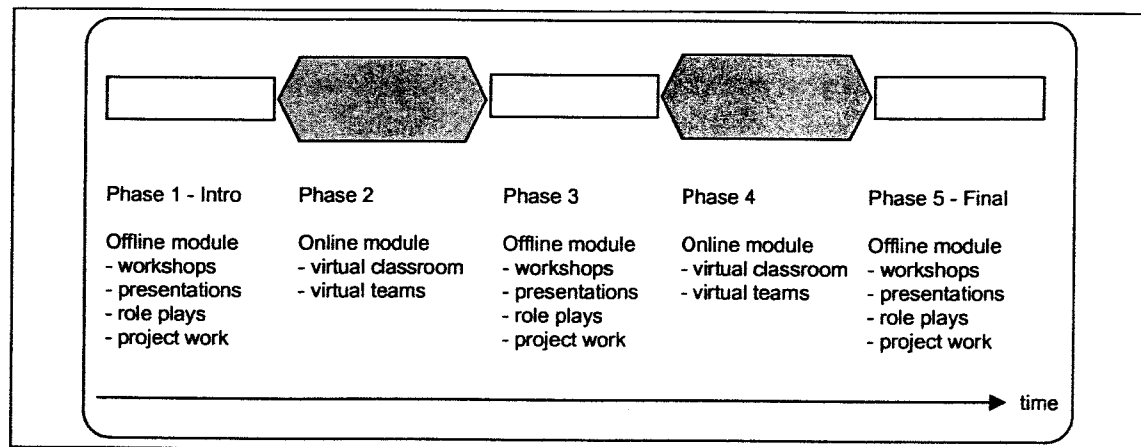 Phase 1 - Intro
Offline module
- workshops
- presentations
- role plays
- project work
Phase 2
Online module
- virtual classroom
- virtual teams
Phase 3
Offline module
- workshops
- presentations
- role plays
- project work
Phase 4
Online module
- virtual classroom
- virtual teams
Phase 5 - Final
Offline module
- workshops
- presentations
- role plays
- project work
time